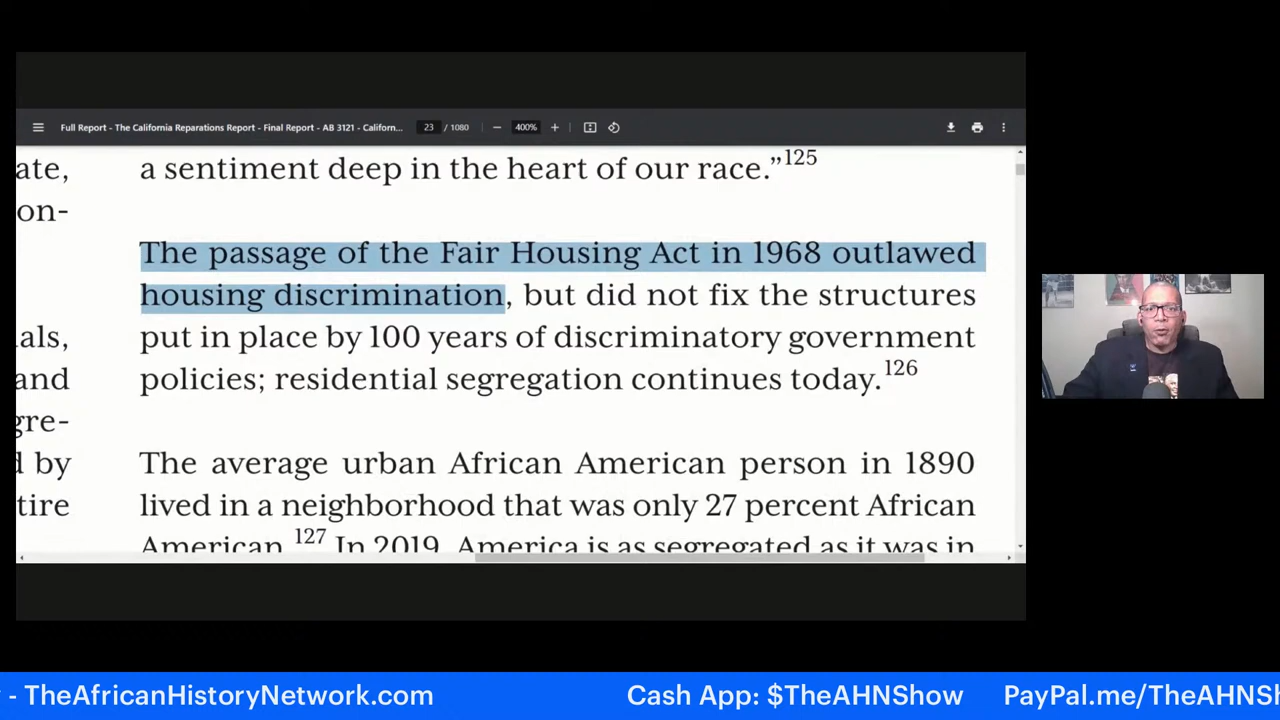 Full Report - The California Reparations Report - Final Report - AB 3121 - Californ...
23 / 1080
400%
ate,
on-
als,
and
gre-
d by
tire
a sentiment deep in the heart of our race.”125
The passage of the Fair Housing Act in 1968 outlawed
housing discrimination, but did not fix the structures
put in place by 100 years of discriminatory government
policies; residential segregation continues today.126
The average urban African American person in 1890
lived in a neighborhood that was only 27 percent African
American.127 In 2019, America is as segregated as it was in
- TheAfricanHistoryNetwork.com
Cash App: $TheAHNShow
PayPal.me/TheAHNSh